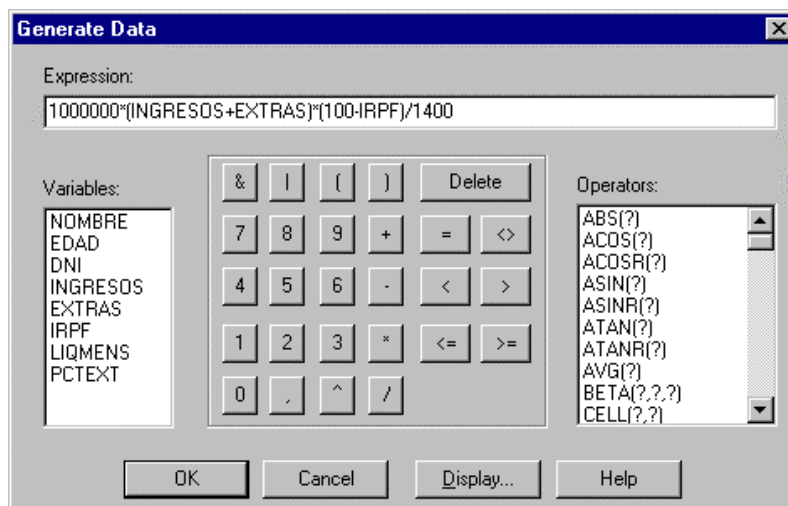 Generate Data
Expression:
1000000*(INGRESOS+EXTRAS)*(100-IRPF)/1400
Variables:
NOMBRE
EDAD
DNI
INGRESOS
EXTRAS
IRPF
LIQMENS
PCTEXT
& | ( ) Delete
7 8 9 + = <>
4 5 6 - < >
1 2 3 * <= >=
0 , ^ /
Operators:
ABS(?)
ACOS(?)
ACOSR(?)
ASIN(?)
ASINR(?)
ATAN(?)
ATANR(?)
AVG(?)
BETA(?,?,?)
CELL(?,?)
OK Cancel Display... Help